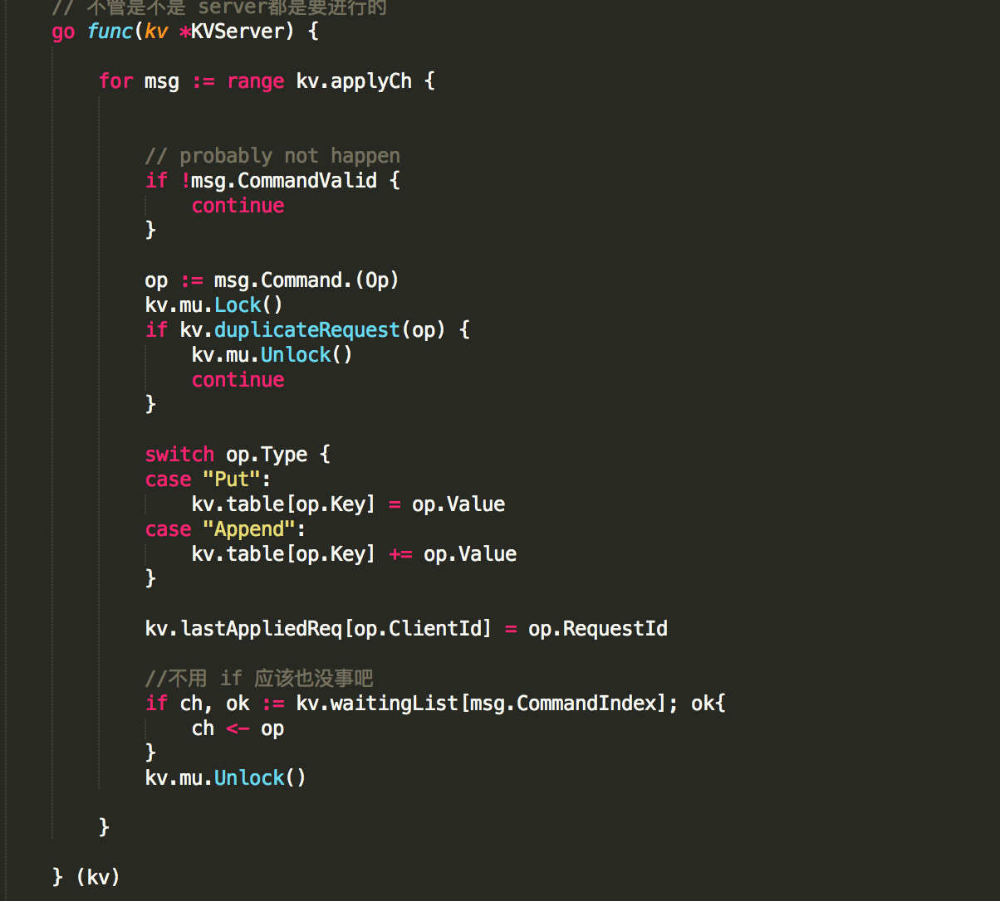 // 不管是不是 server都是要进行的
go func(kv *KVServer) {
for msg := range kv.applyCh {
// probably not happen
if !msg.CommandValid {
continue
}
op := msg.Command.(Op)
kv.mu.Lock()
if kv.duplicateRequest(op) {
kv.mu.Unlock()
continue
}
switch op.Type {
case "Put":
kv.table[op.Key] = op.Value
case "Append":
kv.table[op.Key] += op.Value
}
kv.lastAppliedReq[op.ClientId] = op.RequestId
//不用 if 应该也没事吧
if ch, ok := kv.waitingList[msg.CommandIndex]; ok{
ch <- op
}
kv.mu.Unlock()
}
} (kv)